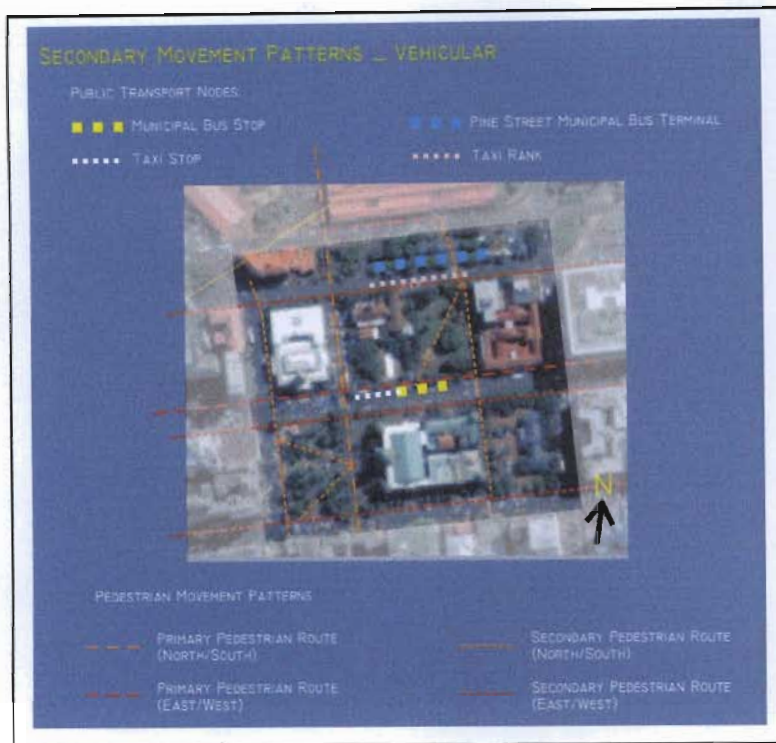 SECONDARY MOVEMENT PATTERNS _ VEHICULAR
PUBLIC TRANSPORT NODES:
MUNICIPAL BUS STOP
PINE STREET MUNICIPAL BUS TERMINAL
TAXI STOP
TAXI RANK
N
PEDESTRIAN MOVEMENT PATTERNS
PRIMARY PEDESTRIAN ROUTE
(NORTH/SOUTH)
SECONDARY PEDESTRIAN ROUTE
(NORTH/SOUTH)
PRIMARY PEDESTRIAN ROUTE
(EAST/WEST)
SECONDARY PEDESTRIAN ROUTE
(EAST/WEST)